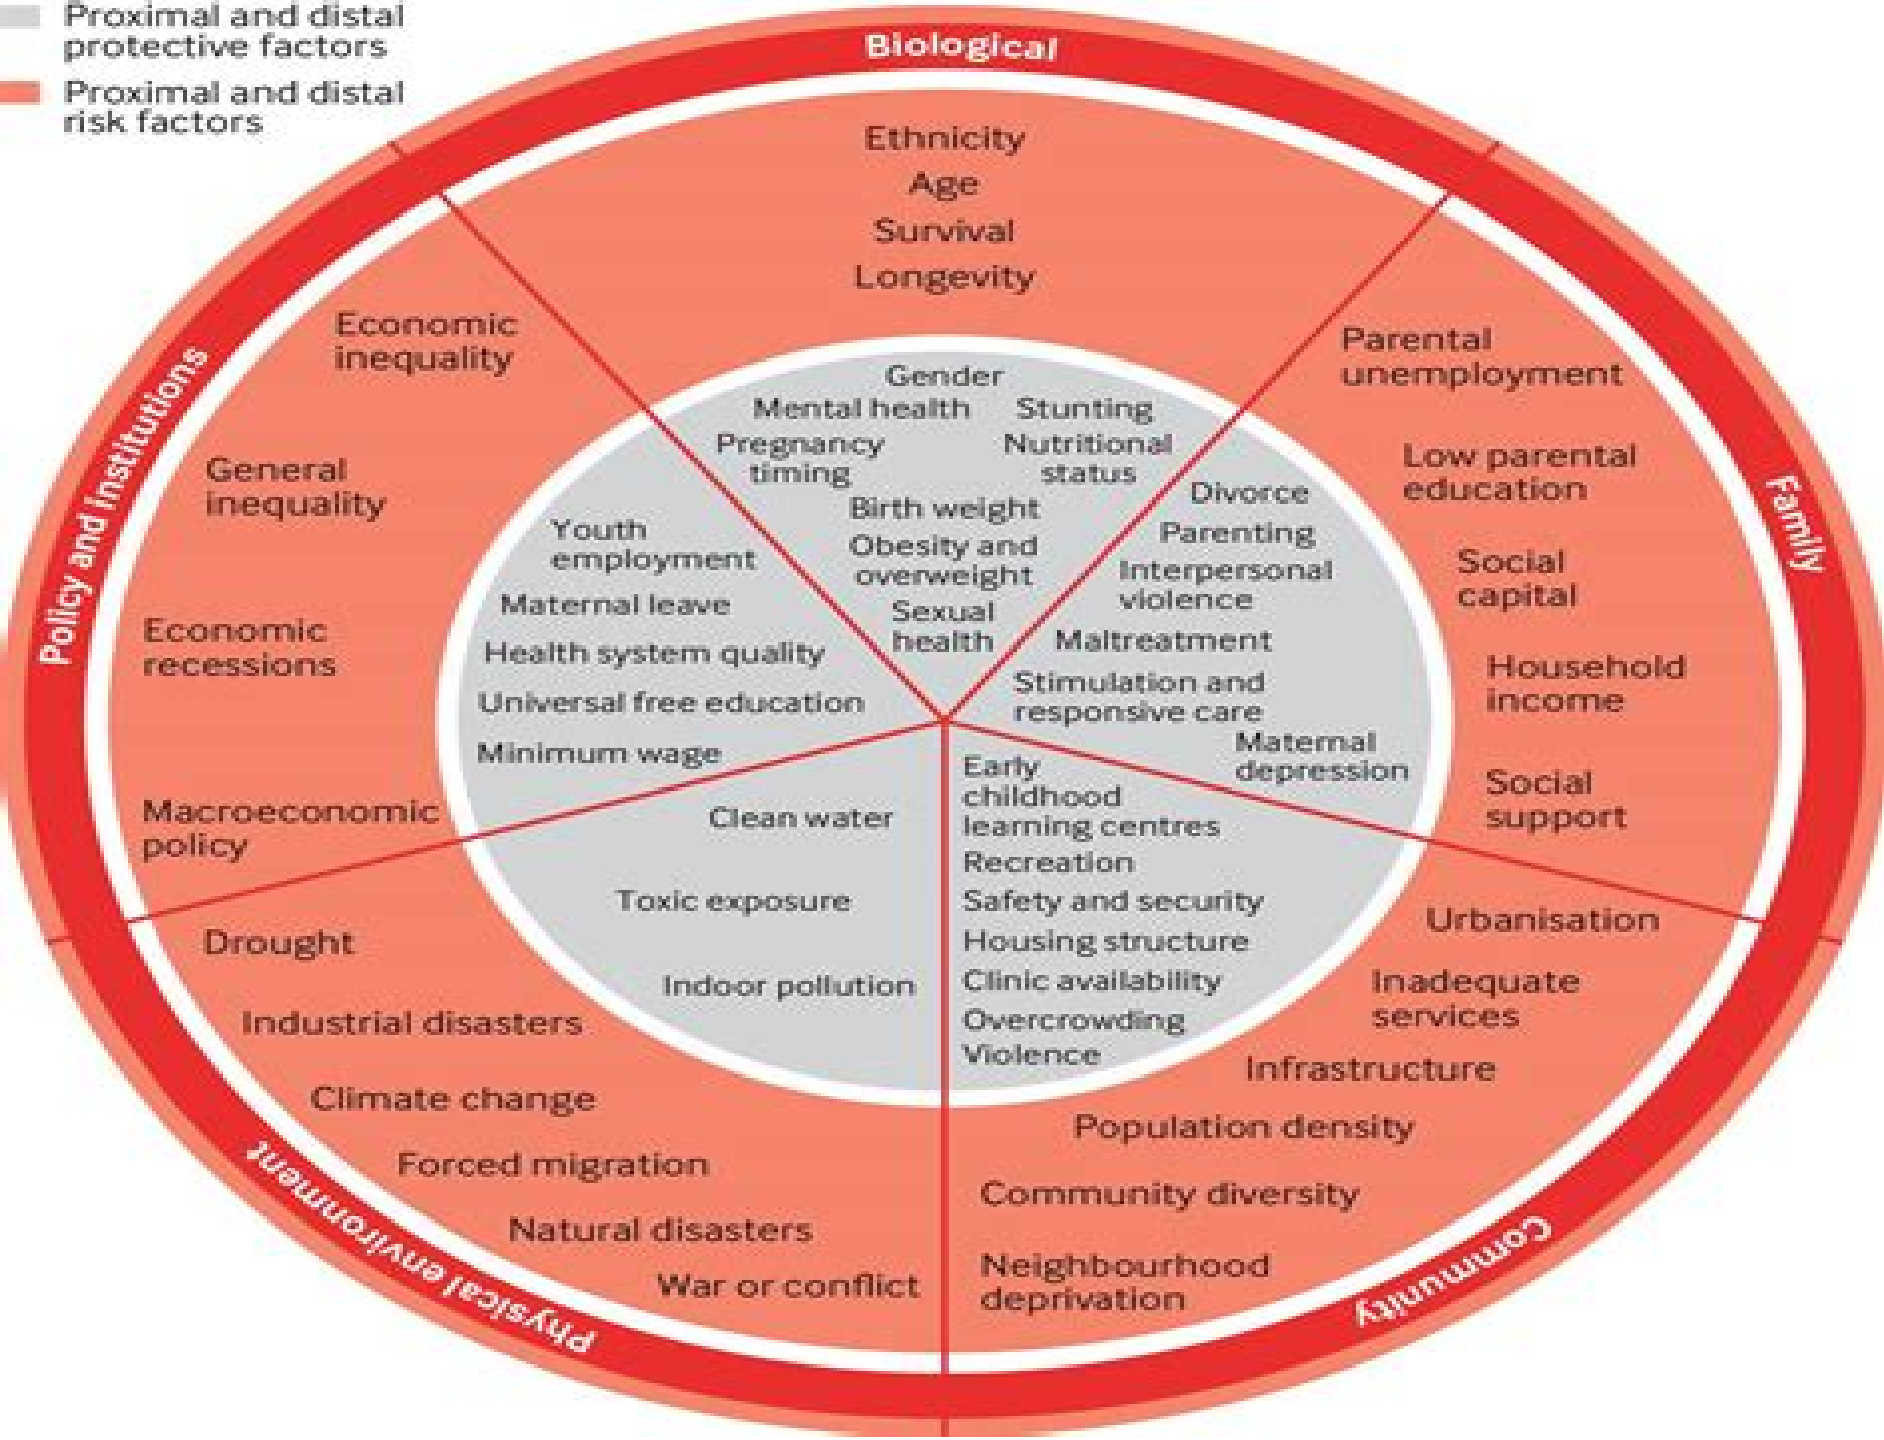 Proximal and distal
protective factors
Proximal and distal
risk factors
Biological
Ethnicity
Age
Survival
Longevity
Gender
Mental health
Stunting
Pregnancy
timing
Nutritional
status
Birth weight
Obesity and
overweight
Sexual
health
Family
Parental
unemployment
Low parental
education
Social
capital
Household
income
Social
support
Divorce
Parenting
Interpersonal
violence
Maltreatment
Stimulation and
responsive care
Maternal
depression
Community
Early
childhood
learning centres
Recreation
Safety and security
Housing structure
Clinic availability
Overcrowding
Violence
Urbanisation
Inadequate
services
Infrastructure
Population density
Community diversity
Neighbourhood
deprivation
Physical environment
Clean water
Toxic exposure
Indoor pollution
Drought
Industrial disasters
Climate change
Forced migration
Natural disasters
War or conflict
Policy and Institutions
Economic
inequality
General
inequality
Economic
recessions
Macroeconomic
policy
Youth
employment
Maternal leave
Health system quality
Universal free education
Minimum wage